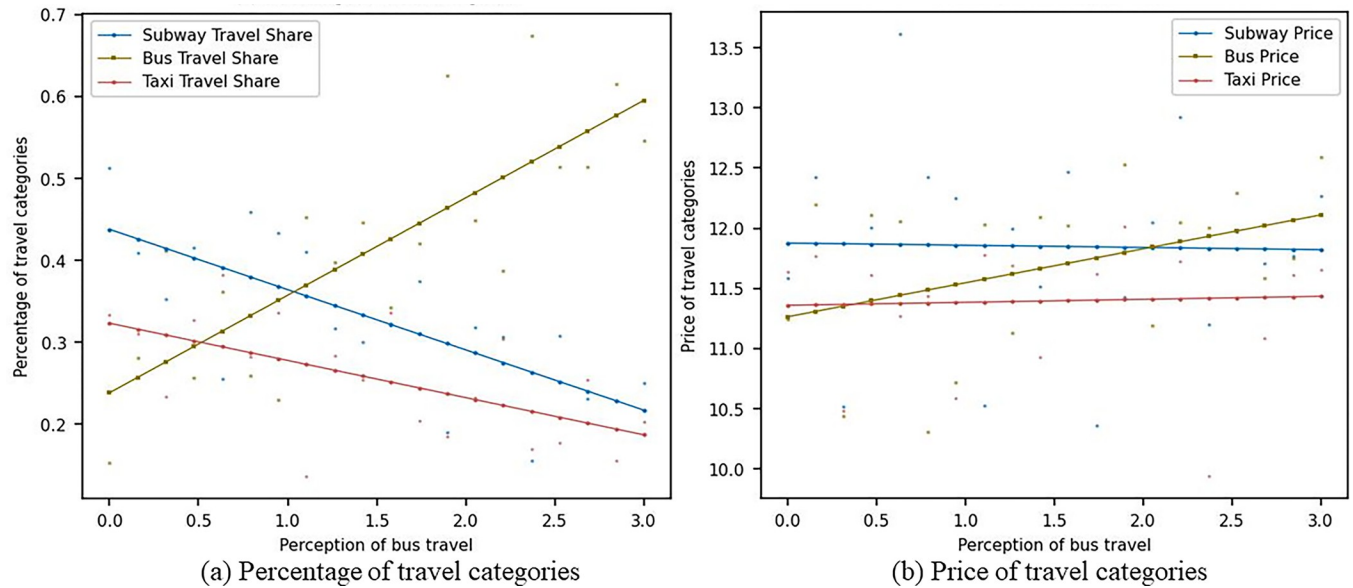 Subway Travel Share
Bus Travel Share
Taxi Travel Share
Percentage of travel categories
0.7
0.6
0.5
0.4
0.3
0.2
0.0 0.5 1.0 1.5 2.0 2.5 3.0
Perception of bus travel
(a) Percentage of travel categories
Subway Price
Bus Price
Taxi Price
Price of travel categories
13.5
13.0
12.5
12.0
11.5
11.0
10.5
10.0
0.0 0.5 1.0 1.5 2.0 2.5 3.0
Perception of bus travel
(b) Price of travel categories